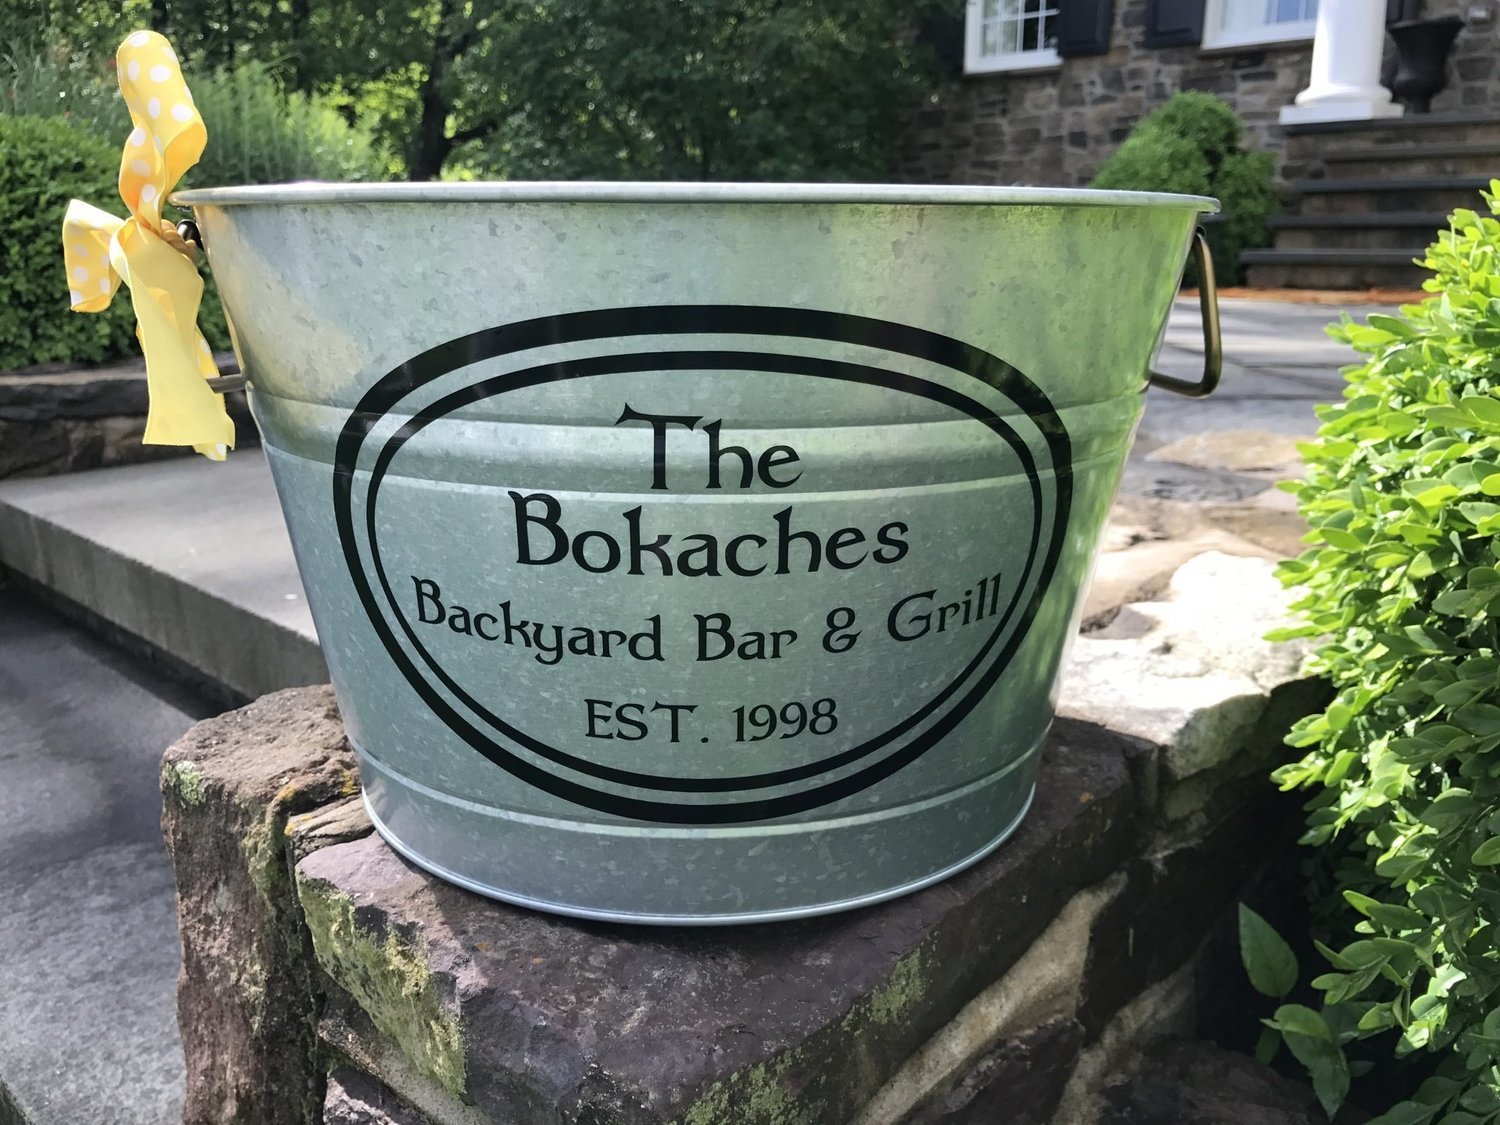 The
Bokaches
Backyard Bar & Grill
EST. 1998